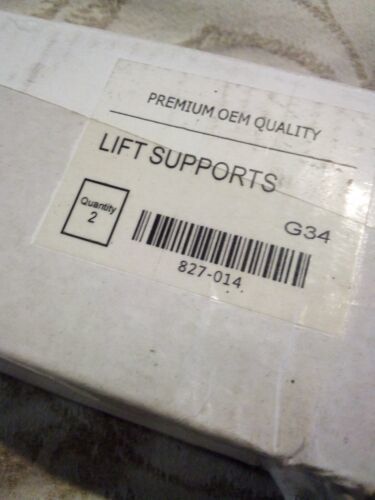 PREMIUM OEM QUALITY
LIFT SUPPORTS
Quantity
2
G34
827-014